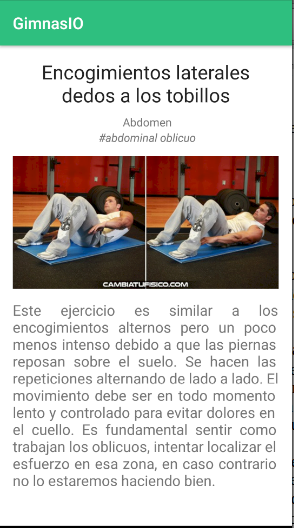 GimnasIO
Encogimientos laterales
dedos a los tobillos
Abdomen
#abdominal oblicuo
CAMBIATUFISICO.COM
Este ejercicio es similar a los
encogimientos alternos pero un poco
menos intenso debido a que las piernas
reposan sobre el suelo. Se hacen las
repeticiones alternando de lado a lado. El
movimiento debe ser en todo momento
lento y controlado para evitar dolores en
el cuello. Es fundamental sentir como
trabajan los oblicuos, intentar localizar el
esfuerzo en esa zona, en caso contrario
no lo estaremos haciendo bien.